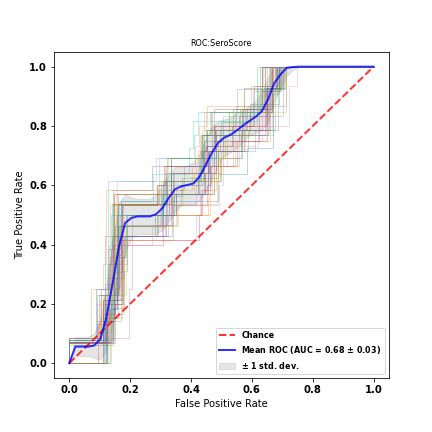 ROC:SeroScore
True Positive Rate
1.0
0.8
0.6
0.4
0.2
0.0
Chance
Mean ROC (AUC = 0.68 ± 0.03)
± 1 std. dev.
0.0 0.2 0.4 0.6 0.8 1.0
False Positive Rate